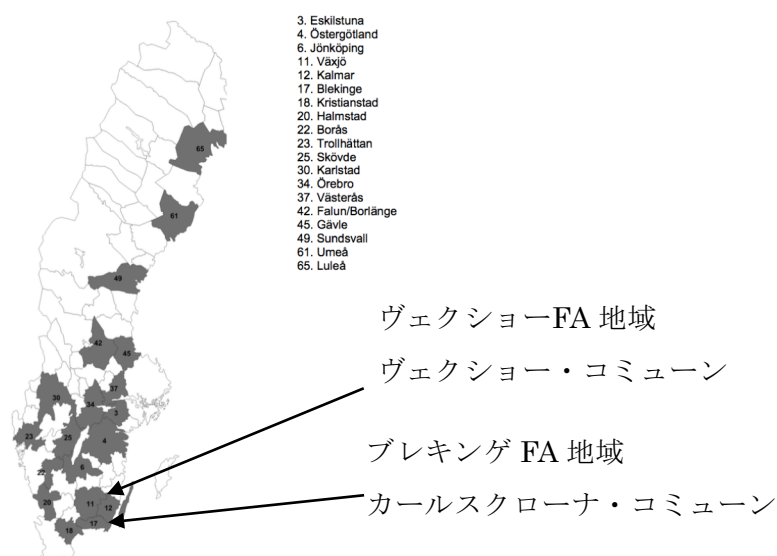 3. Eskilstuna
4. Östergötland
6. Jönköping
11. Växjö
12. Kalmar
17. Blekinge
18. Kristianstad
20. Halmstad
22. Borås
23. Trollhättan
25. Skövde
30. Karlstad
34. Örebro
37. Västerås
42. Falun/Borlänge
45. Gävle
49. Sundsvall
61. Umeå
65. Luleå
65
61
49
42
45
37
30
34
3
23
25
4
22
6
20
11
12
18
17
ヴェクショーFA 地域
ヴェクショー・コミューン
ブレキンゲ FA 地域
カールスクローナ・コミューン